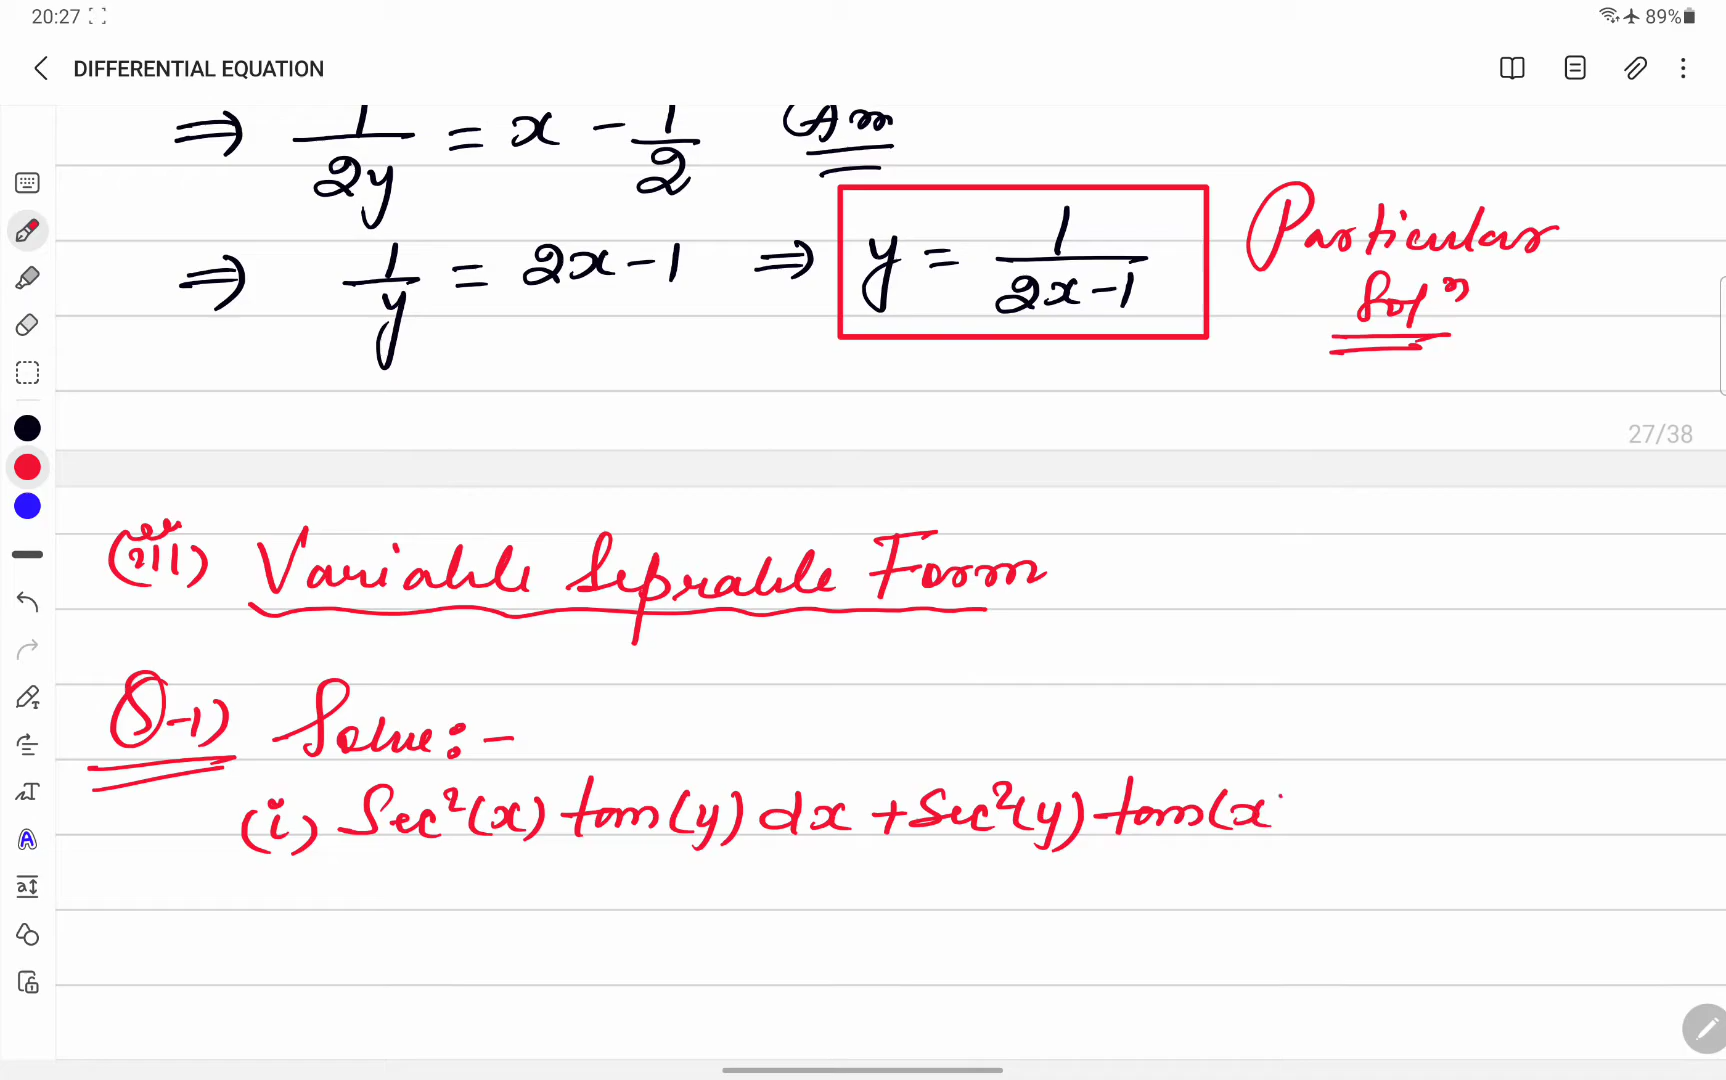 20:27
89%
DIFFERENTIAL EQUATION
⇒ 1/2y = x - 1/2 Ans
⇒ 1/y = 2x-1 ⇒ y = 1/(2x-1) Particular
Solⁿ
27/38
(iii) Variable Seprable Form
Q-1) Solve:-
(i) Sec²(x) tan(y) dx + Sec²(y) tan(x